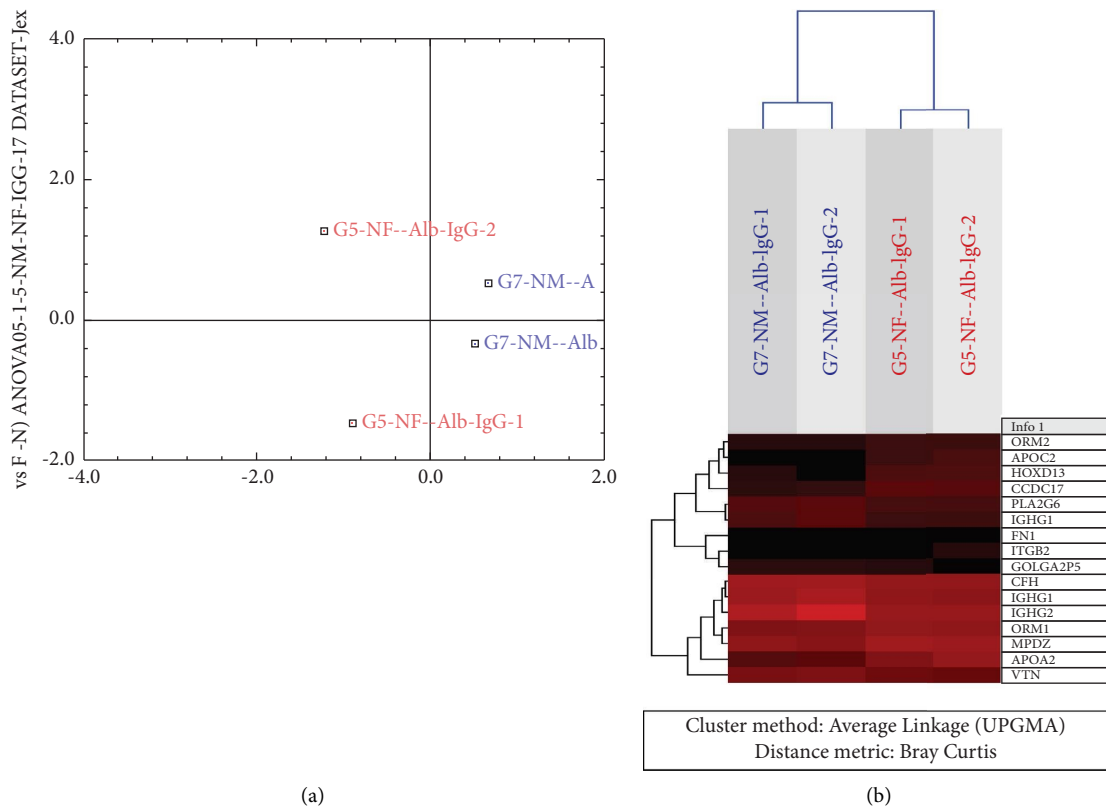 vs F -N) ANOVA05-1-5-NM-NF-IGG-17 DATASET-Jex
4.0
2.0
0.0
-2.0
-4.0
-2.0
0.0
2.0
G5-NF--Alb-IgG-2
G7-NM--A
G7-NM--Alb
G5-NF--Alb-IgG-1
(a)
G7-NM--Alb-IgG-1
G7-NM--Alb-IgG-2
G5-NF--Alb-IgG-1
G5-NF--Alb-IgG-2
Info 1
ORM2
APOC2
HOXD13
CCDC17
PLA2G6
IGHG1
FN1
ITGB2
GOLGA2P5
CFH
IGHG1
IGHG2
ORM1
MPDZ
APOA2
VTN
Cluster method: Average Linkage (UPGMA)
Distance metric: Bray Curtis
(b)